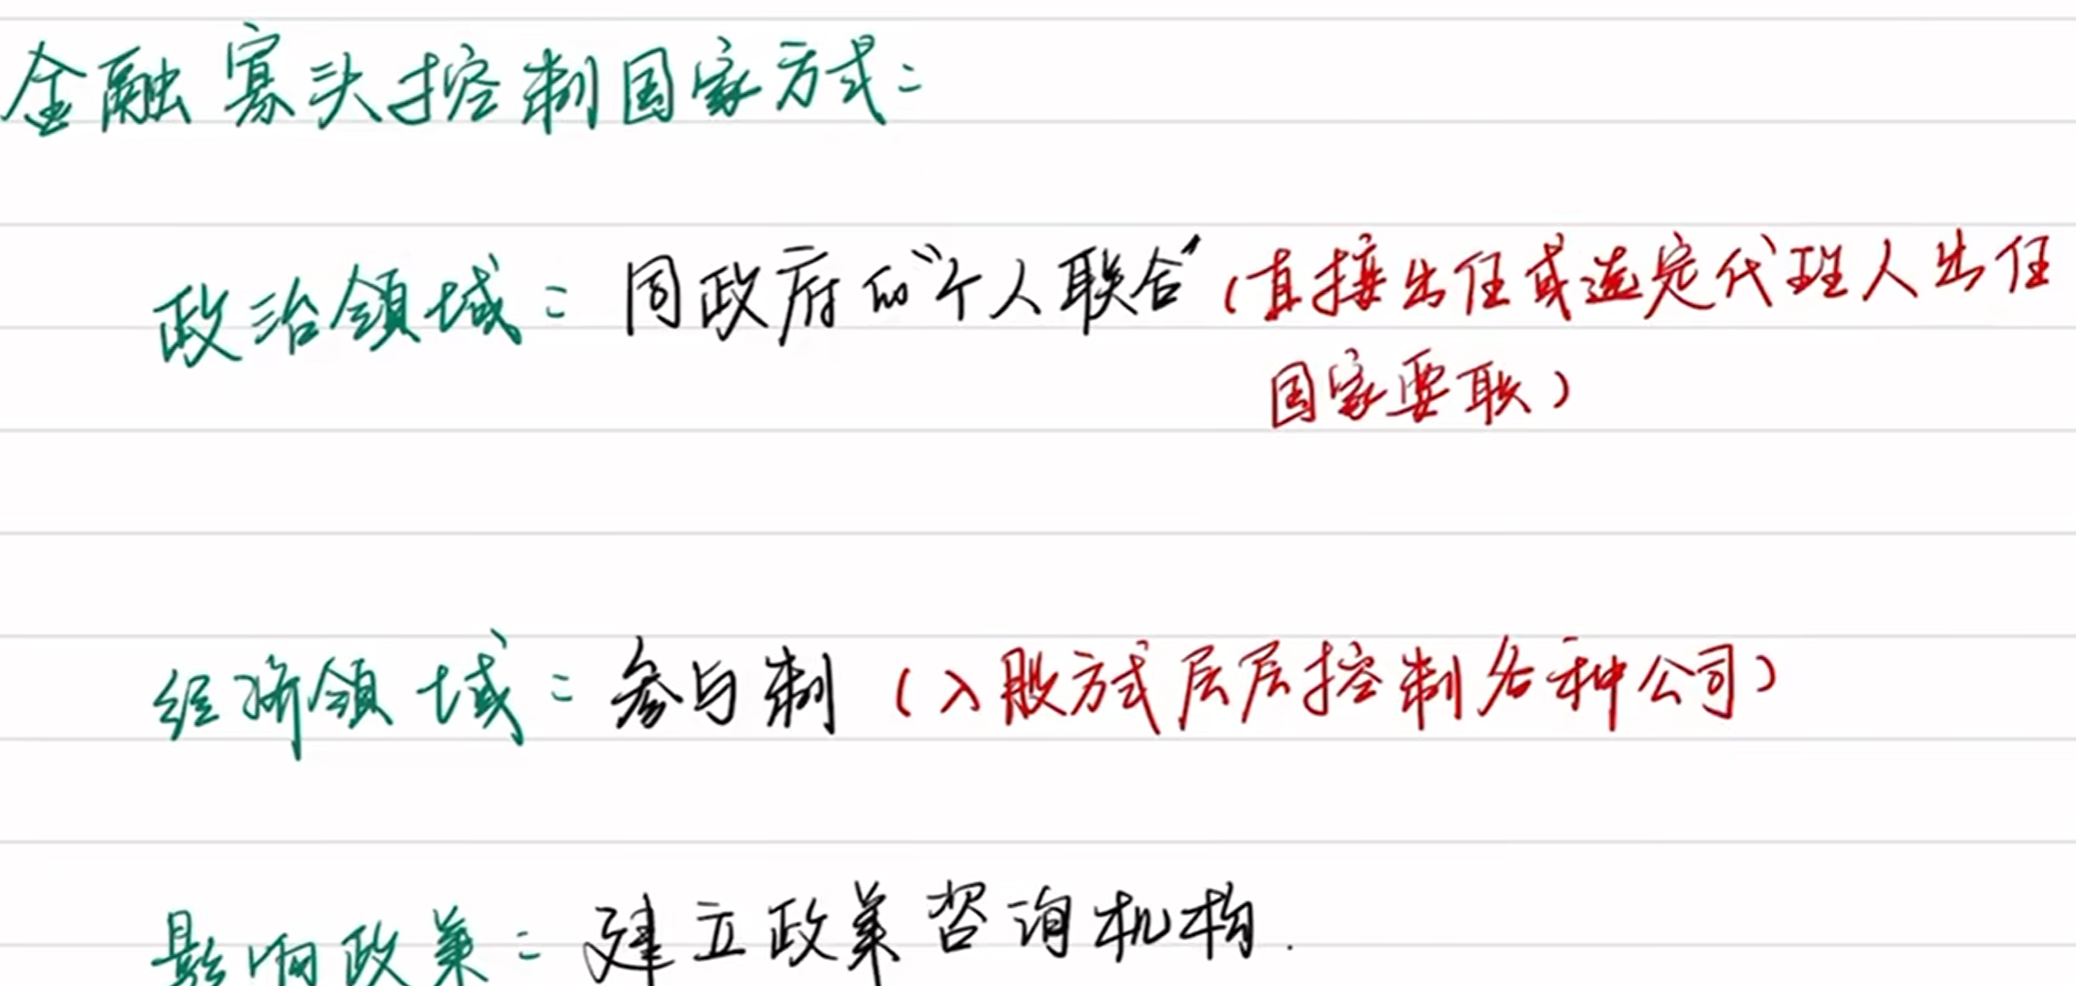 金融寡头控制国家方式：
政治领域：同政府的“个人联合”（直接出任或选定代理人出任
国家要职）
经济领域：参与制（入股方式层层控制各种公司）
影响政策：建立政策咨询机构.